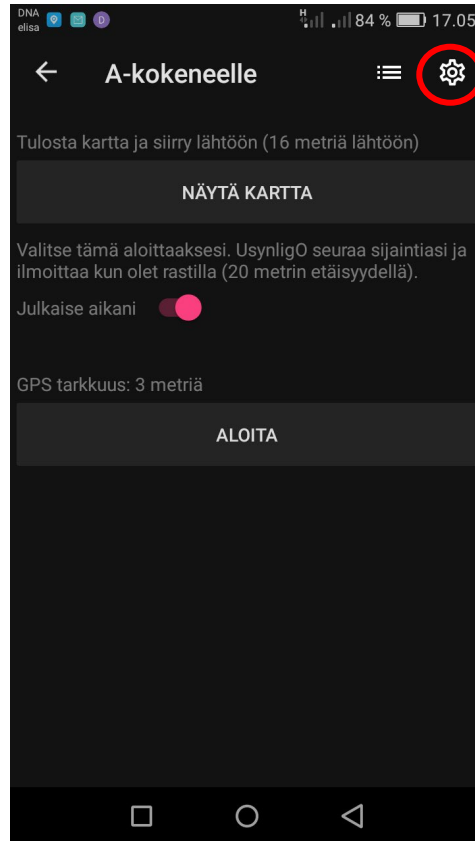 DNA
elisa
D
H
84 %
17.05
A-kokeneelle
Tulosta kartta ja siirry lähtöön (16 metriä lähtöön)
NÄYTÄ KARTTA
Valitse tämä aloittaaksesi. UsynligO seuraa sijaintiasi ja
ilmoittaa kun olet rastilla (20 metrin etäisyydellä).
Julkaise aikani
GPS tarkkuus: 3 metriä
ALOITA